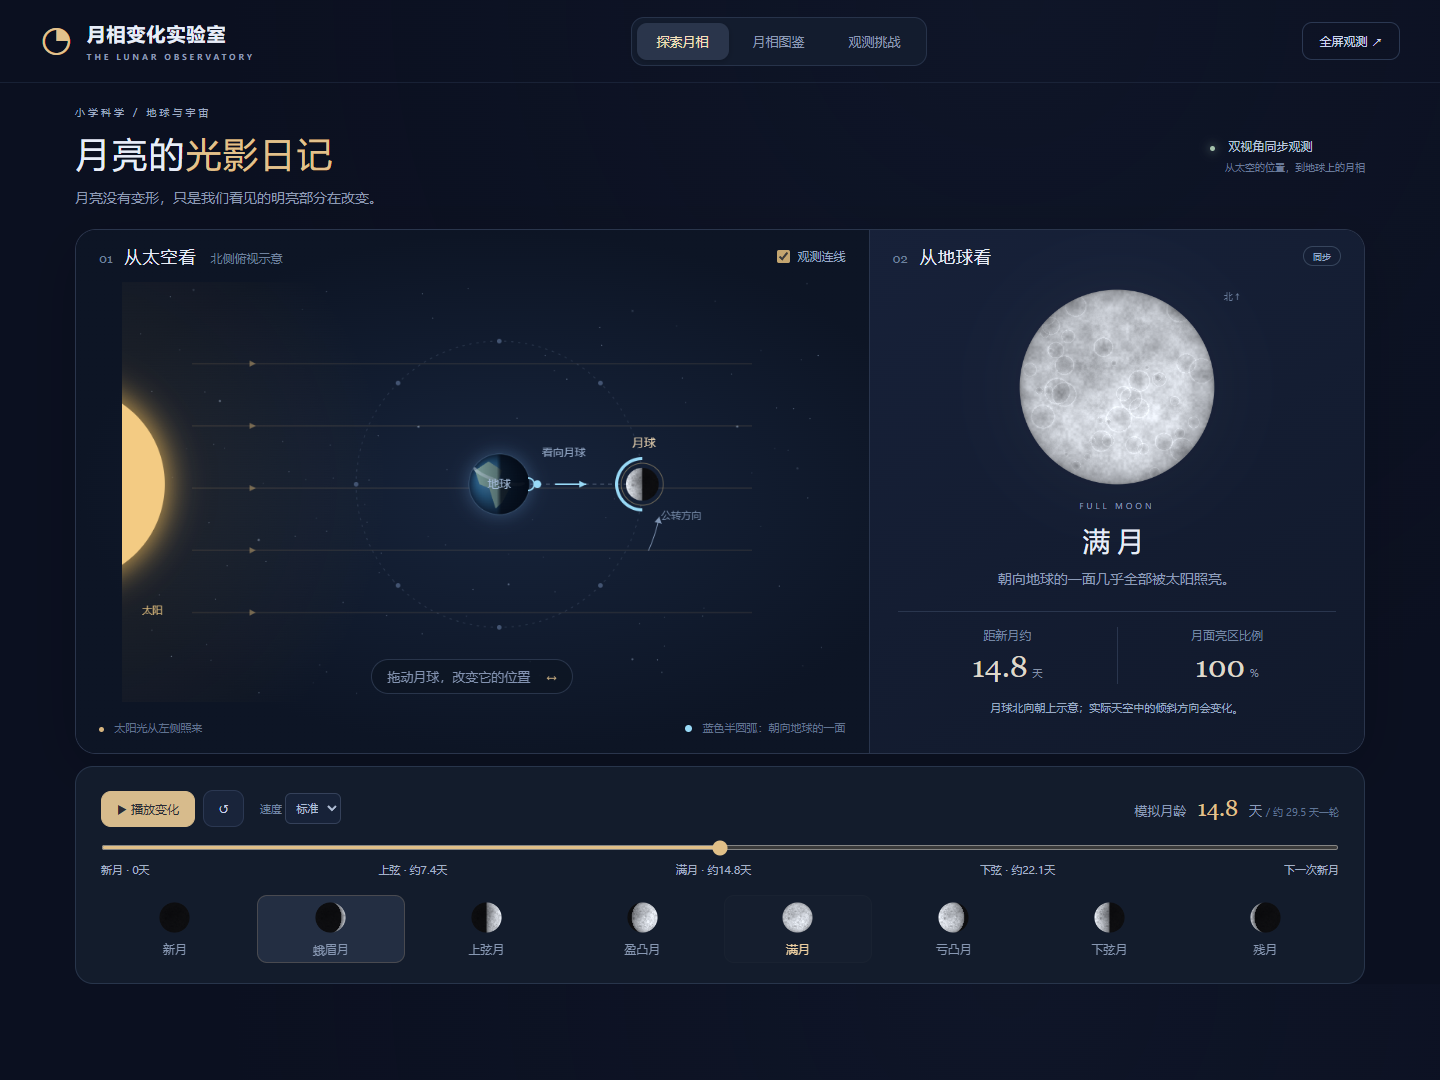 月相变化实验室
THE LUNAR OBSERVATORY
探索月相
月相图鉴
观测挑战
全屏观测 ↗
小学科学 / 地球与宇宙
月亮的光影日记
月亮没有变形，只是我们看见的明亮部分在改变。
双视角同步观测
从太空的位置，到地球上的月相
01 从太空看 北侧俯视示意
观测连线
月球
看向月球
地球
公转方向
太阳
拖动月球，改变它的位置 ↔
太阳光从左侧照来
蓝色半圆弧：朝向地球的一面
02 从地球看
同步
北↑
FULL MOON
满月
朝向地球的一面几乎全部被太阳照亮。
距新月约
14.8 天
月面亮区比例
100 %
月球北向朝上示意；实际天空中的倾斜方向会变化。
▶ 播放变化
↺
速度 标准
模拟月龄 14.8 天 / 约 29.5 天一轮
新月 · 0天
上弦 · 约7.4天
满月 · 约14.8天
下弦 · 约22.1天
下一次新月
新月
蛾眉月
上弦月
盈凸月
满月
亏凸月
下弦月
残月